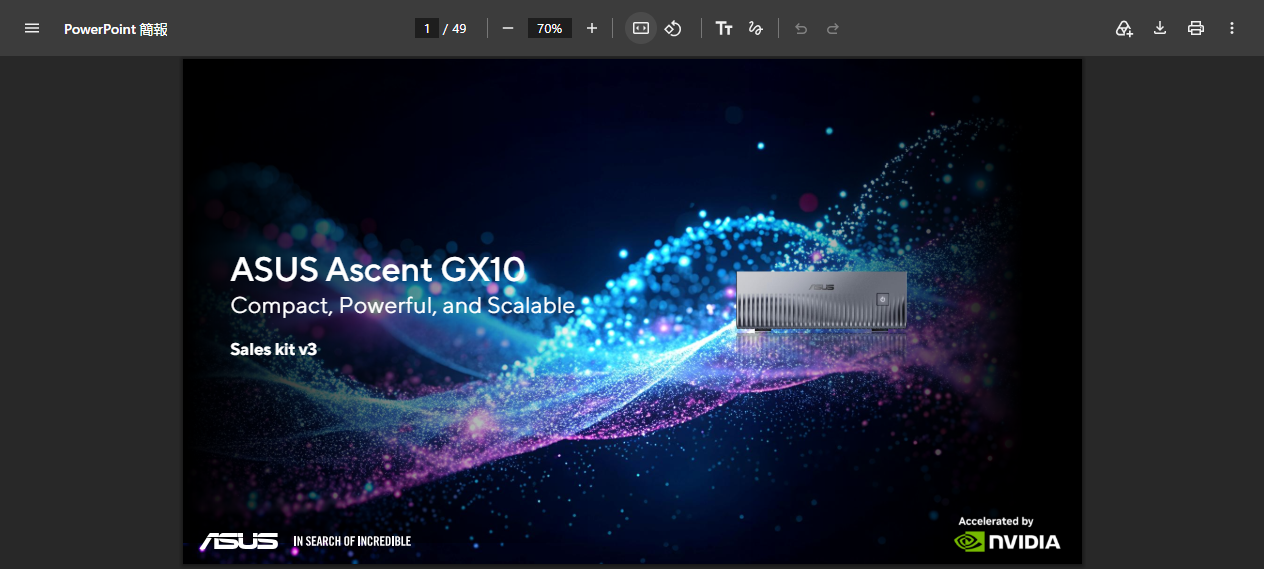 PowerPoint 簡報
1 / 49
70%
ASUS Ascent GX10
Compact, Powerful, and Scalable
Sales kit v3
ASUS
ASUS IN SEARCH OF INCREDIBLE
Accelerated by
NVIDIA